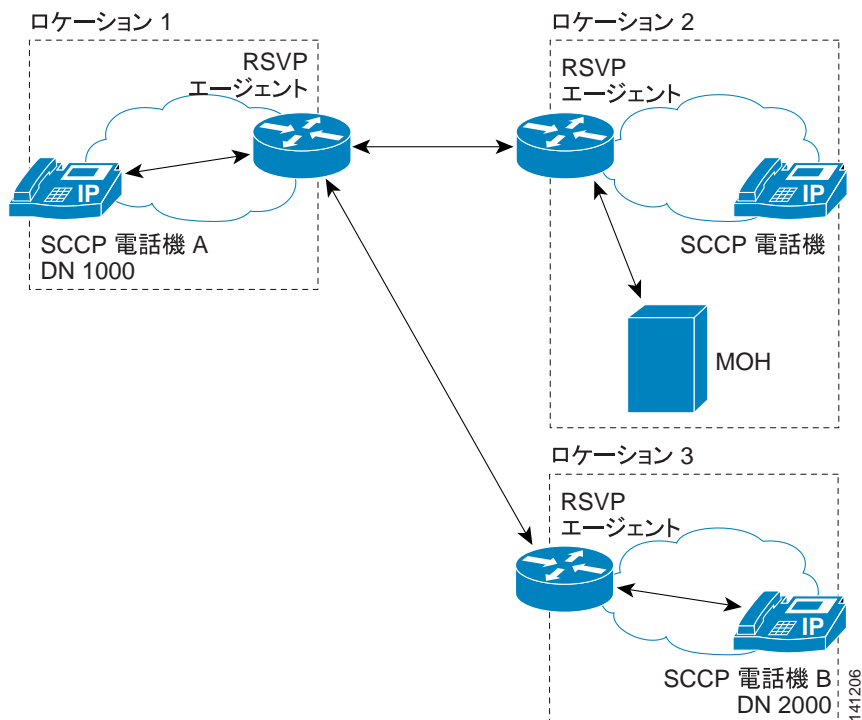 ロケーション 1
RSVP
エージェント
IP
SCCP 電話機 A
DN 1000
ロケーション 2
RSVP
エージェント
IP
SCCP 電話機
MOH
ロケーション 3
RSVP
エージェント
IP
SCCP 電話機 B
DN 2000
141206